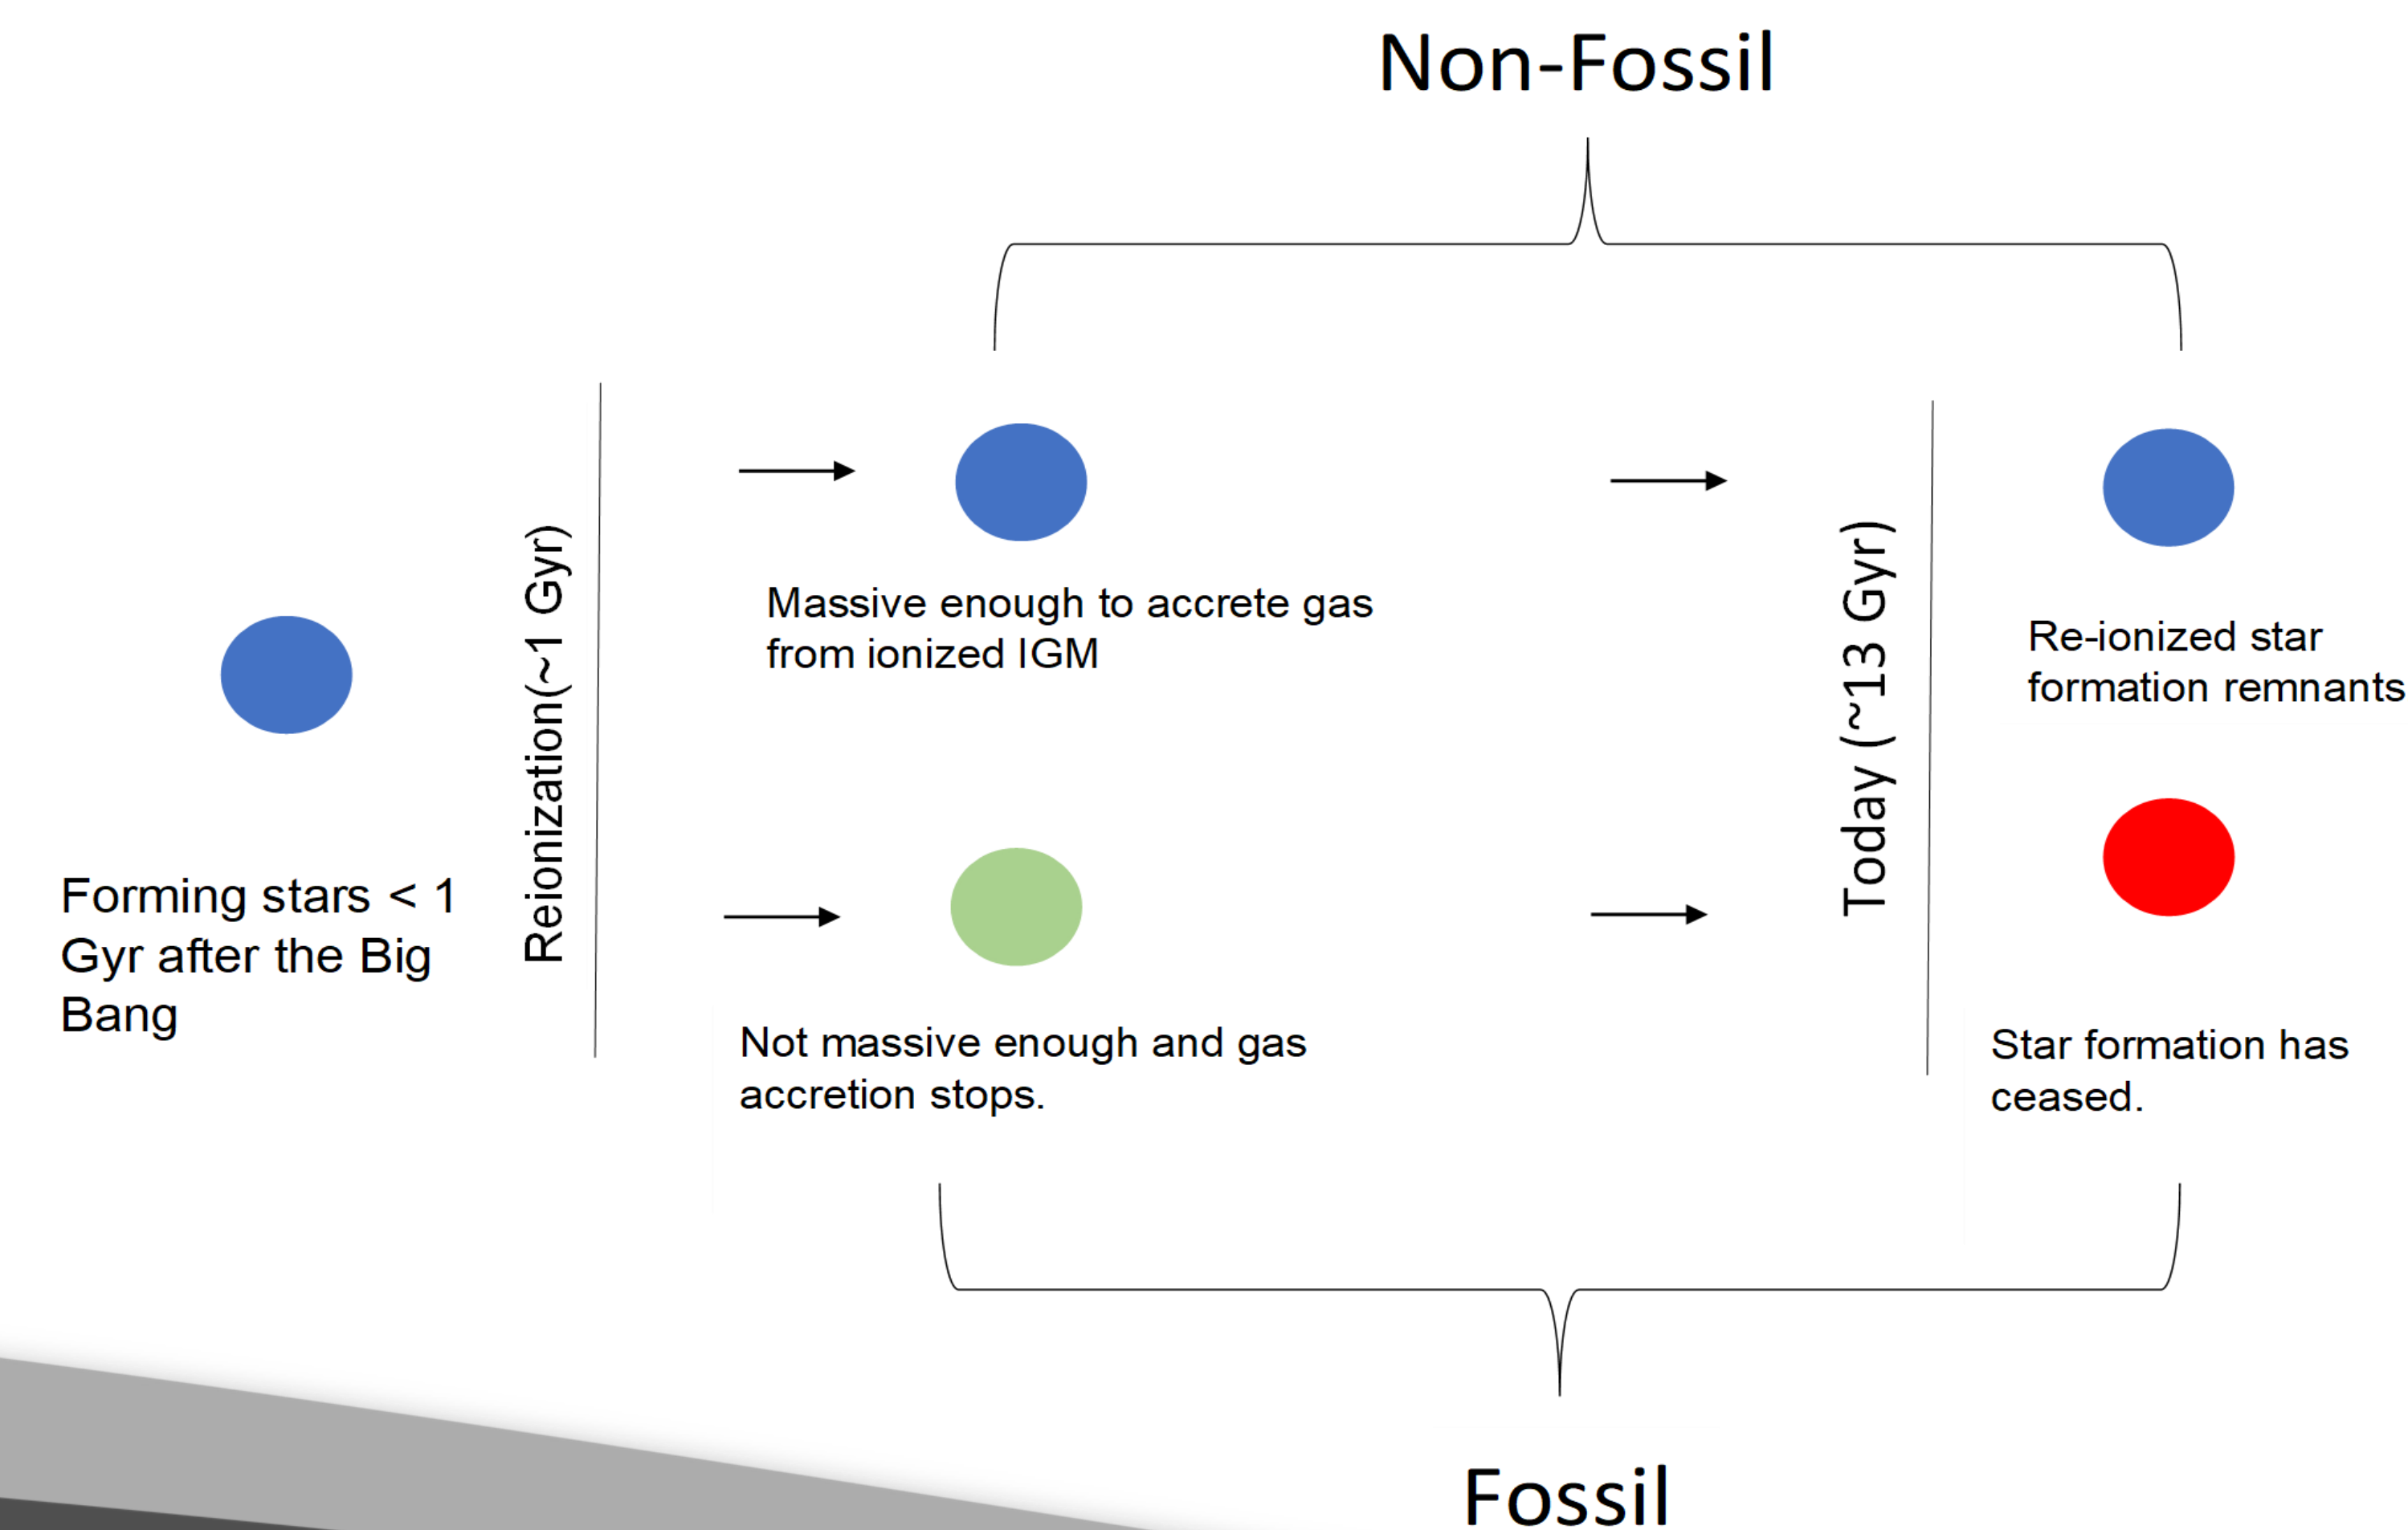 Non-Fossil
Forming stars < 1
Gyr after the Big
Bang
Reionization(~1 Gyr)
Massive enough to accrete gas
from ionized IGM
Not massive enough and gas
accretion stops.
Today (~13 Gyr)
Re-ionized star
formation remnants
Star formation has
ceased.
Fossil